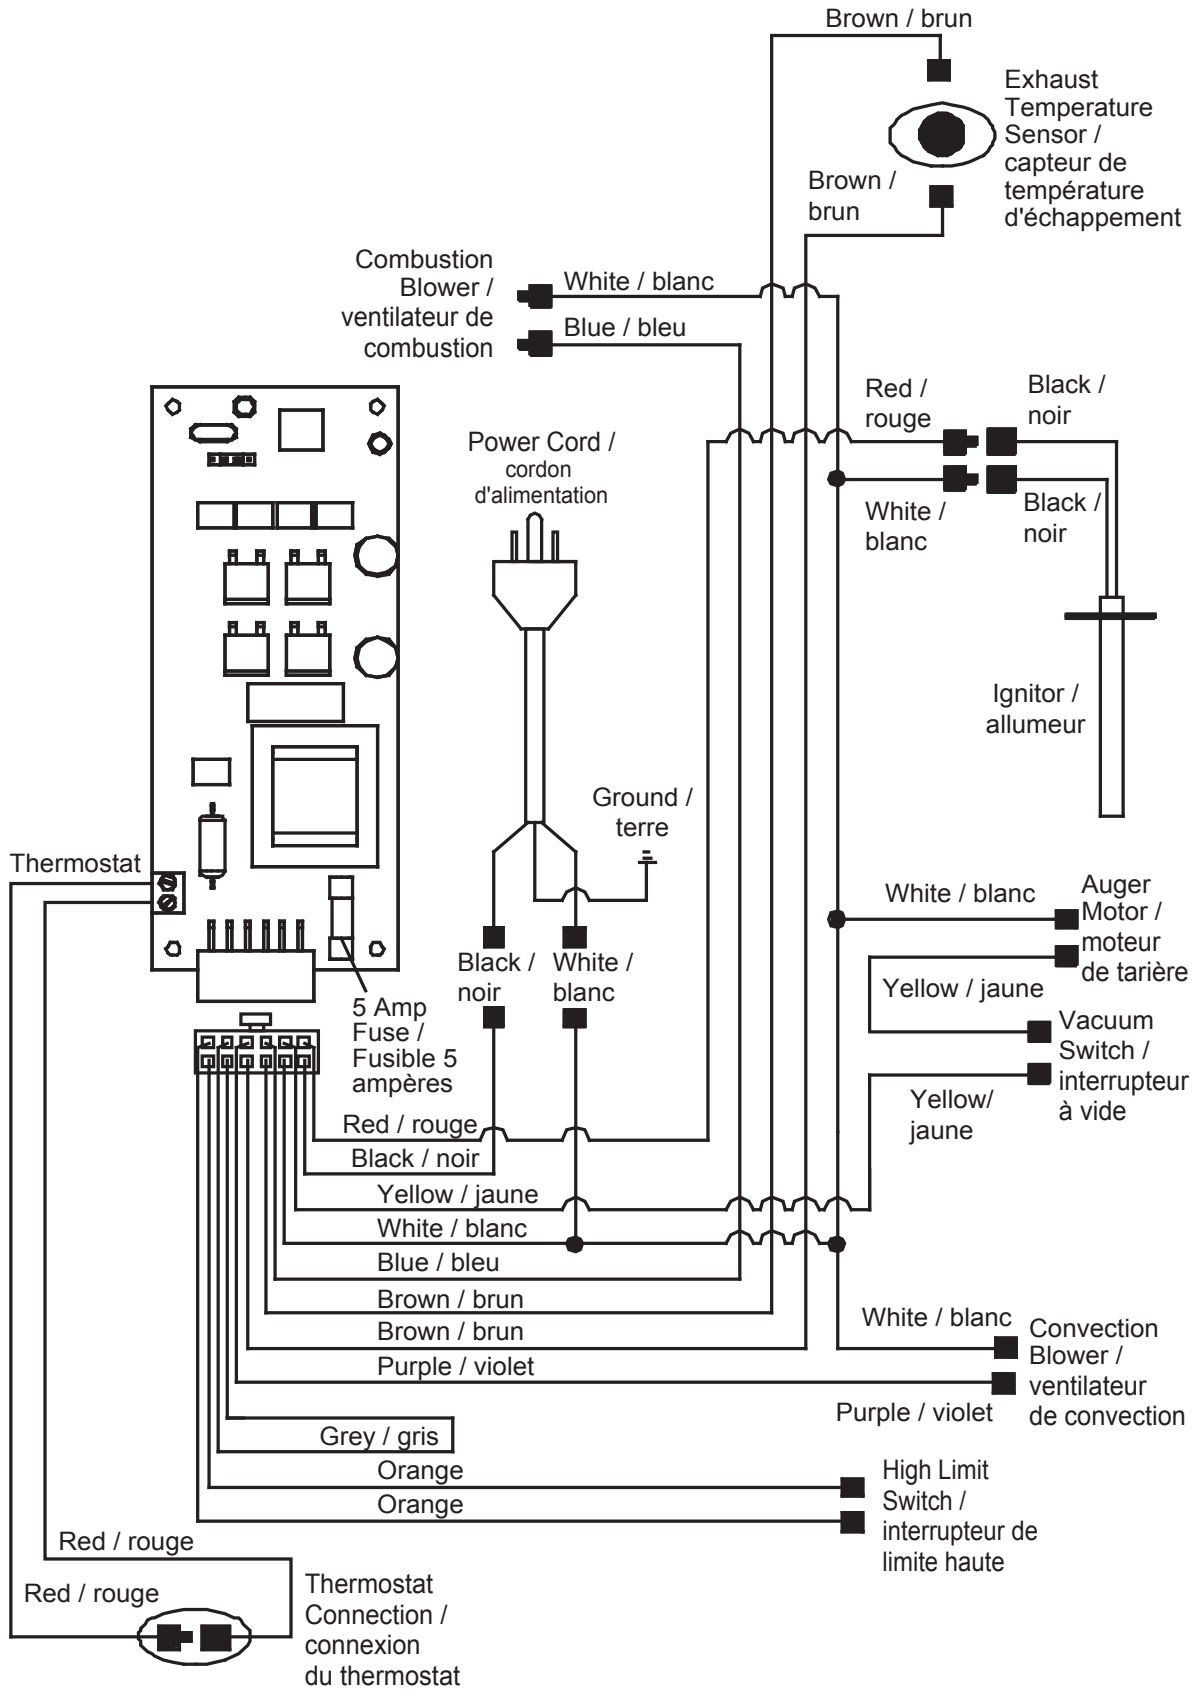 Brown / brun
Exhaust
Temperature
Sensor /
capteur de
température
d'échappement
Brown /
brun
Combustion
Blower /
ventilateur de
combustion
White / blanc
Blue / bleu
Red /
rouge
Black /
noir
White /
blanc
Black /
noir
Power Cord /
cordon
d'alimentation
Ignitor /
allumeur
Ground /
terre
Thermostat
White / blanc
Auger
Motor /
moteur
de tarière
Yellow / jaune
Black /
noir
White /
blanc
5 Amp
Fuse /
Fusible 5
ampères
Vacuum
Switch /
interrupteur
à vide
Yellow/
jaune
Red / rouge
Black / noir
Yellow / jaune
White / blanc
Blue / bleu
Brown / brun
Brown / brun
Purple / violet
White / blanc
Convection
Blower /
ventilateur
de convection
Purple / violet
Grey / gris
Orange
Orange
High Limit
Switch /
interrupteur de
limite haute
Red / rouge
Red / rouge
Thermostat
Connection /
connexion
du thermostat